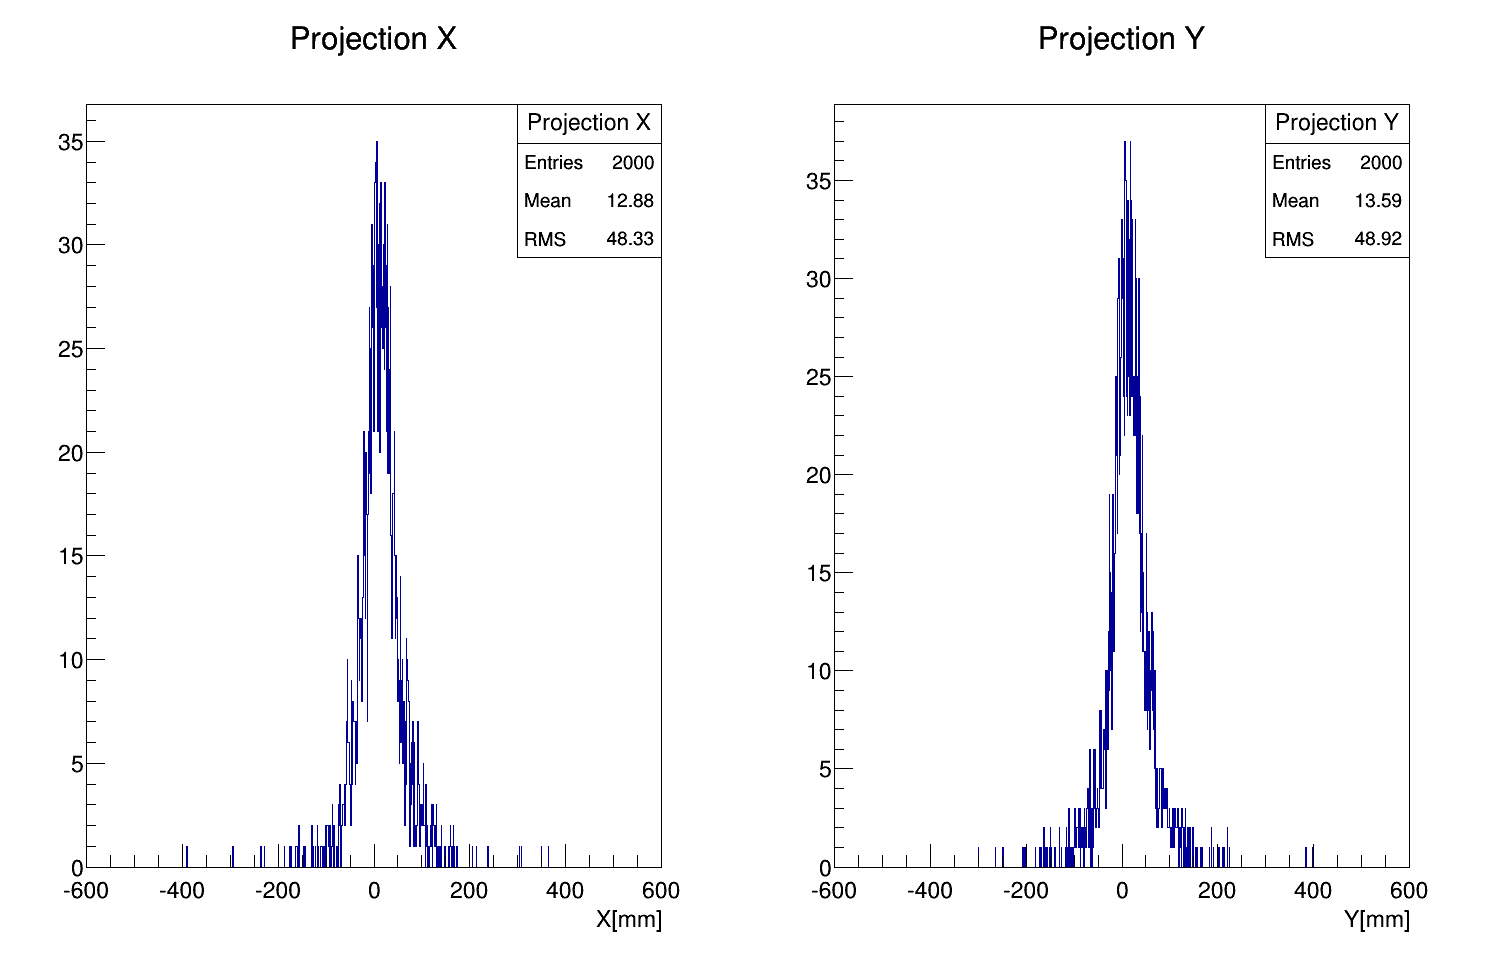 Projection X
Projection X
Entries 2000
Mean 12.88
RMS 48.33
35
30
25
20
15
10
5
0
-600 -400 -200 0 200 400 600
X[mm]
Projection Y
Projection Y
Entries 2000
Mean 13.59
RMS 48.92
35
30
25
20
15
10
5
0
-600 -400 -200 0 200 400 600
Y[mm]